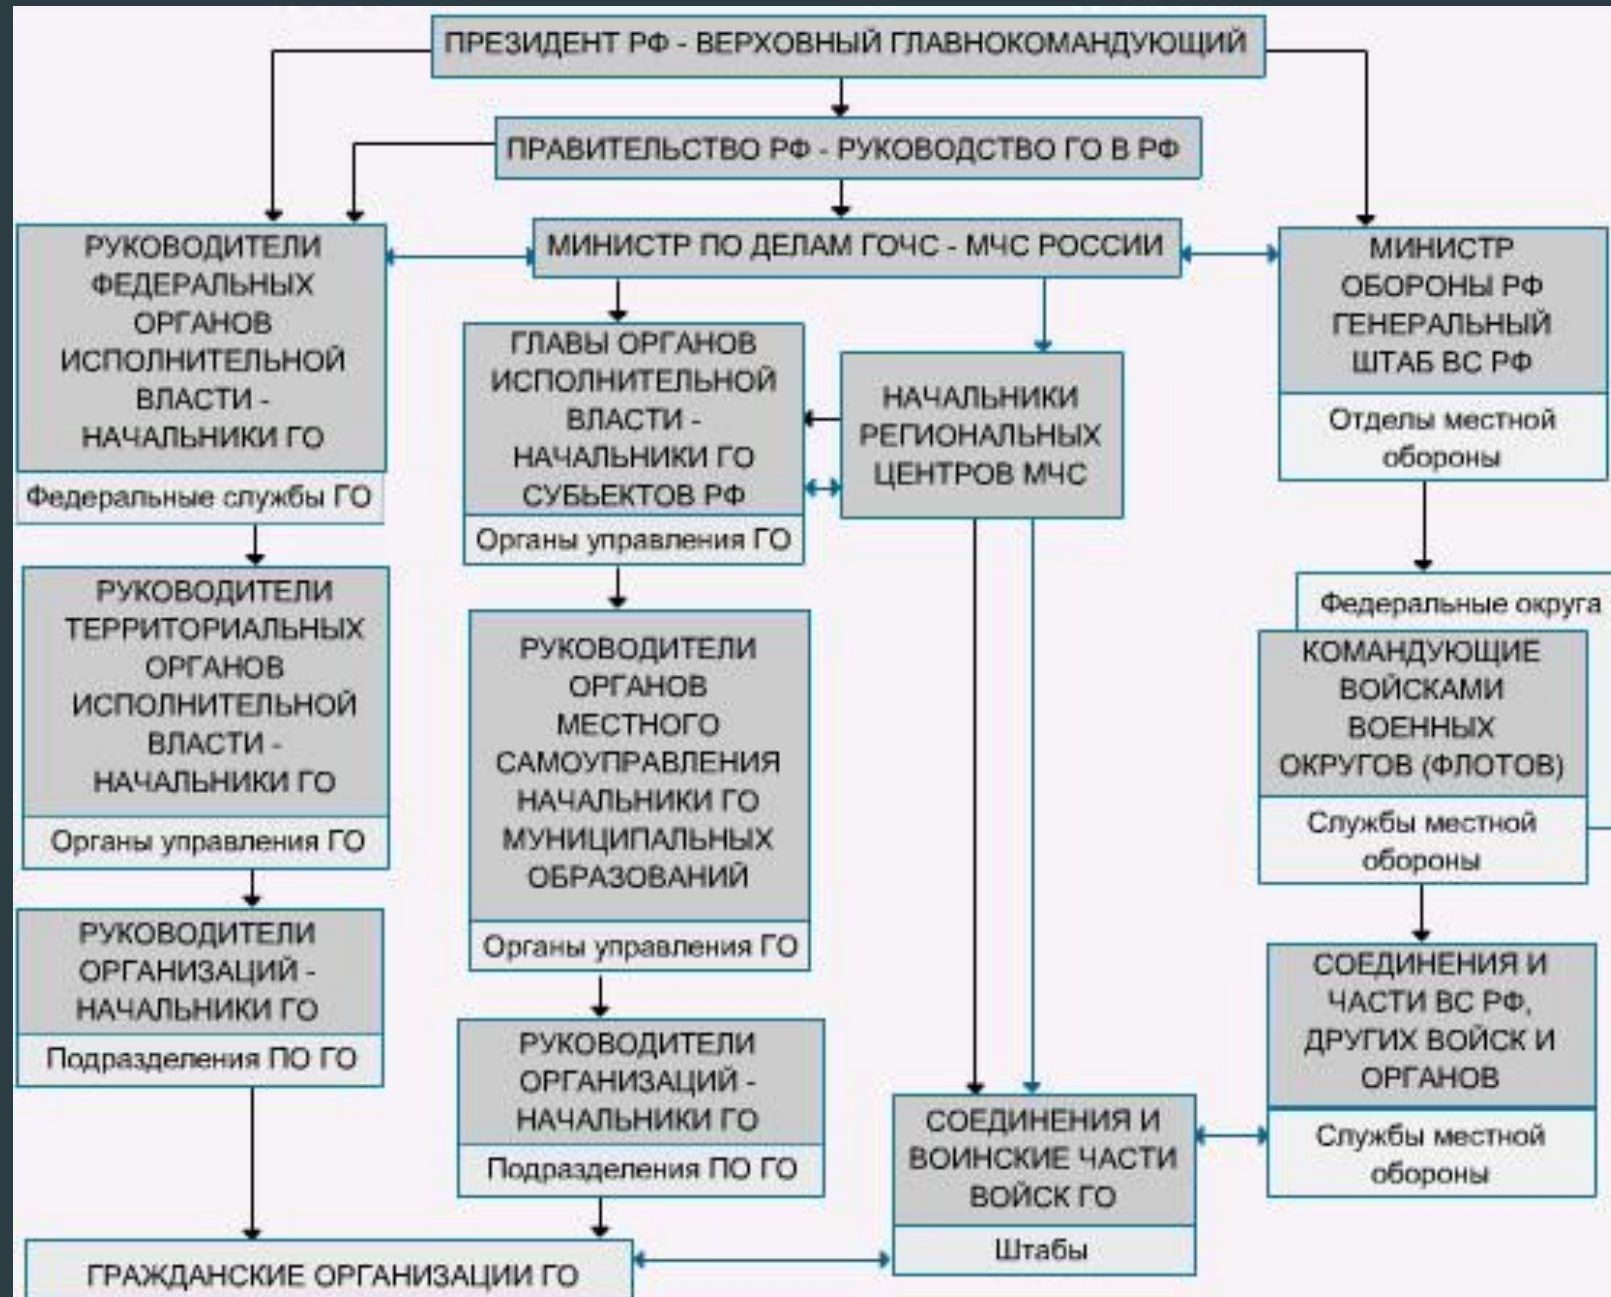 ПРЕЗИДЕНТ РФ - ВЕРХОВНЫЙ ГЛАВНОКОМАНДУЮЩИЙ
ПРАВИТЕЛЬСТВО РФ - РУКОВОДСТВО ГО В РФ
МИНИСТР ПО ДЕЛАМ ГОЧС - МЧС РОССИИ
РУКОВОДИТЕЛИ
ФЕДЕРАЛЬНЫХ
ОРГАНОВ
ИСПОЛНИТЕЛЬНОЙ
ВЛАСТИ -
НАЧАЛЬНИКИ ГО
Федеральные службы ГО
РУКОВОДИТЕЛИ
ТЕРРИТОРИАЛЬНЫХ
ОРГАНОВ
ИСПОЛНИТЕЛЬНОЙ
ВЛАСТИ -
НАЧАЛЬНИКИ ГО
Органы управления ГО
РУКОВОДИТЕЛИ
ОРГАНИЗАЦИЙ -
НАЧАЛЬНИКИ ГО
Подразделения ПО ГО
ГЛАВЫ ОРГАНОВ
ИСПОЛНИТЕЛЬНОЙ
ВЛАСТИ -
НАЧАЛЬНИКИ ГО
СУБЬЕКТОВ РФ
Органы управления ГО
РУКОВОДИТЕЛИ
ОРГАНОВ
МЕСТНОГО
САМОУПРАВЛЕНИЯ
НАЧАЛЬНИКИ ГО
МУНИЦИПАЛЬНЫХ
ОБРАЗОВАНИЙ
Органы управления ГО
РУКОВОДИТЕЛИ
ОРГАНИЗАЦИЙ -
НАЧАЛЬНИКИ ГО
Подразделения ПО ГО
ГРАЖДАНСКИЕ ОРГАНИЗАЦИИ ГО
НАЧАЛЬНИКИ
РЕГИОНАЛЬНЫХ
ЦЕНТРОВ МЧС
СОЕДИНЕНИЯ И
ВОИНСКИЕ ЧАСТИ
ВОЙСК ГО
Штабы
МИНИСТР
ОБОРОНЫ РФ
ГЕНЕРАЛЬНЫЙ
ШТАБ ВС РФ
Отделы местной
обороны
Федеральные округа
КОМАНДУЮЩИЕ
ВОЙСКАМИ
ВОЕННЫХ
ОКРУГОВ (ФЛОТОВ)
Службы местной
обороны
СОЕДИНЕНИЯ И
ЧАСТИ ВС РФ,
ДРУГИХ ВОЙСК И
ОРГАНОВ
Службы местной
обороны